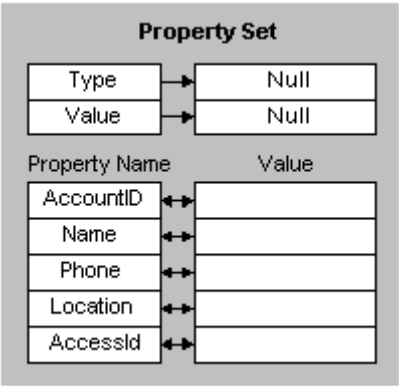 Property Set
Type Null
Value Null
Property Name Value
AccountID
Name
Phone
Location
AccessId